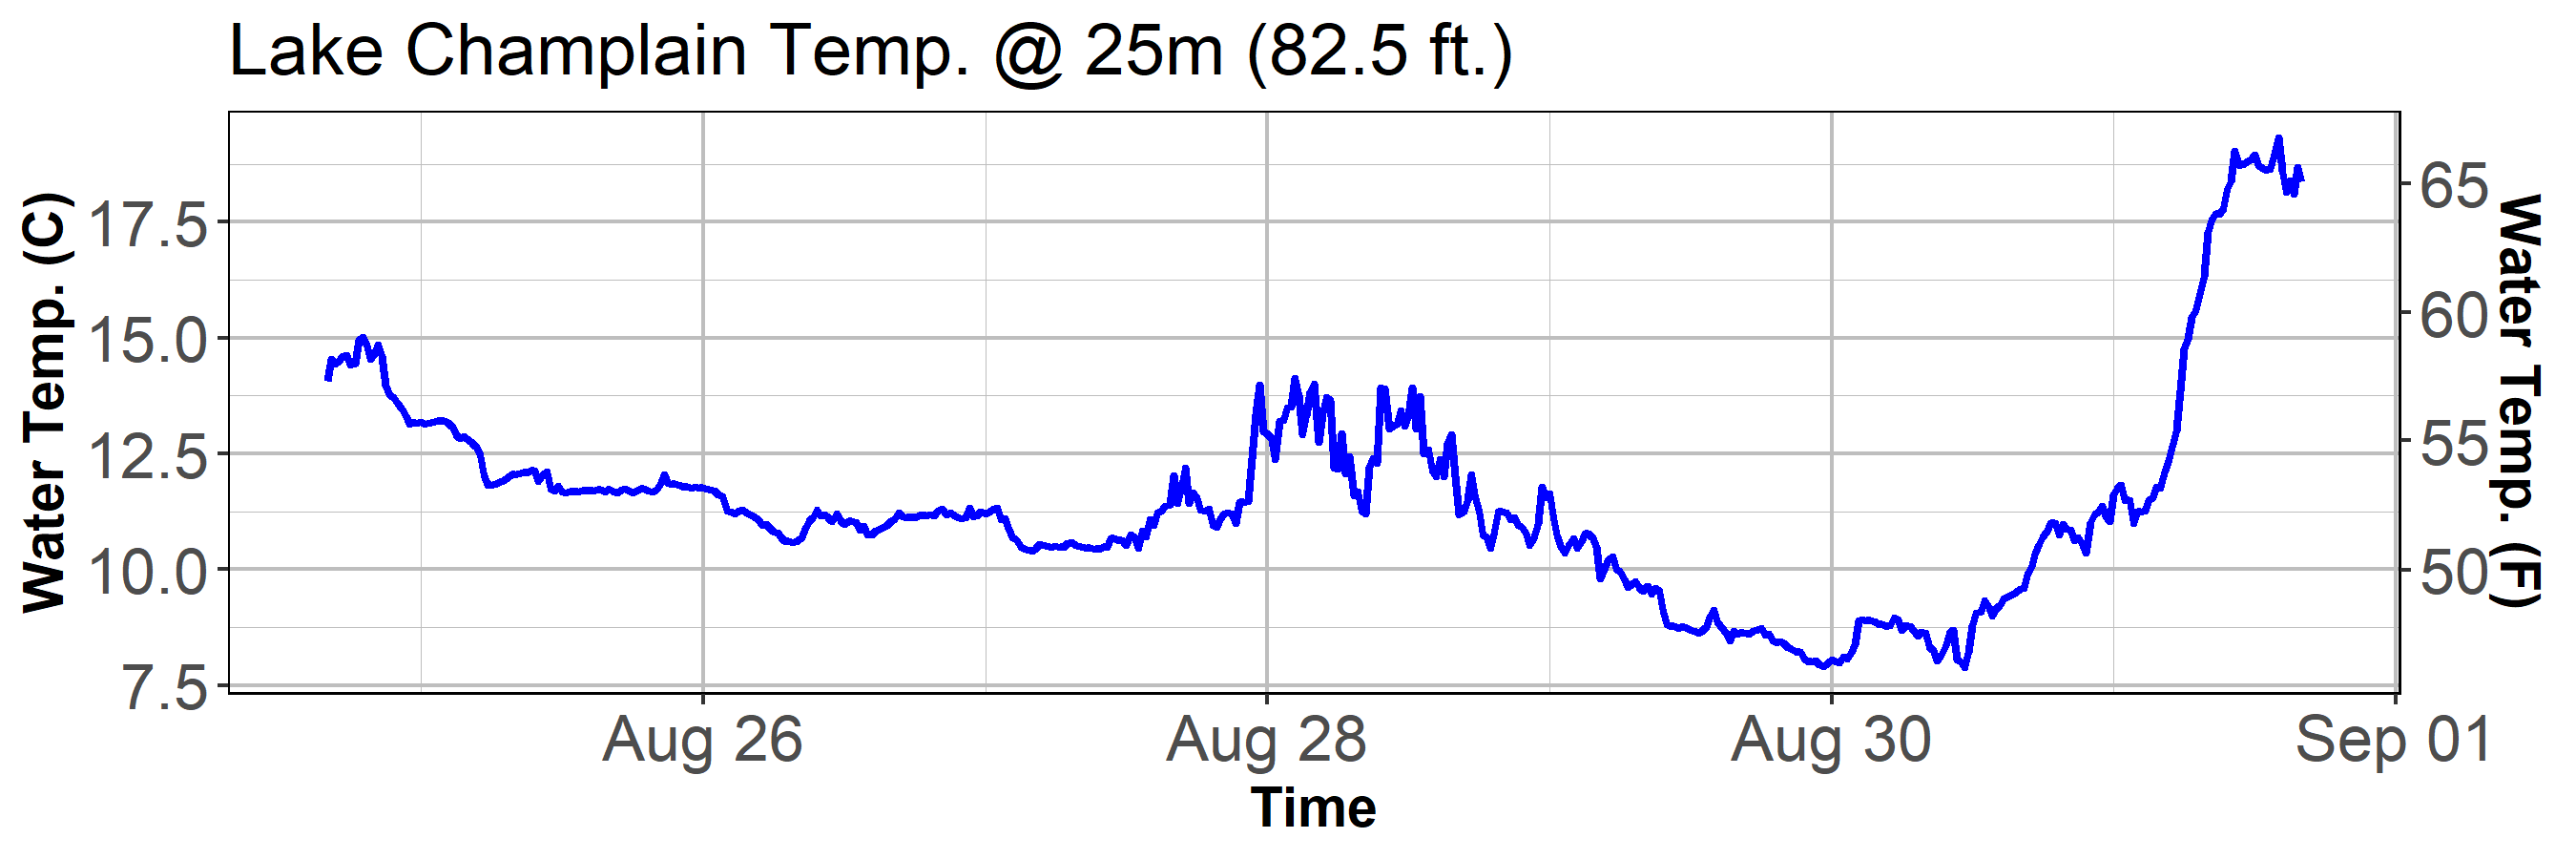 Lake Champlain Temp. @ 25m (82.5 ft.)
Water Temp. (C)
17.5
15.0
12.5
10.0
7.5
65
60
55
50
Water Temp. (F)
Aug 26
Aug 28
Aug 30
Sep 01
Time